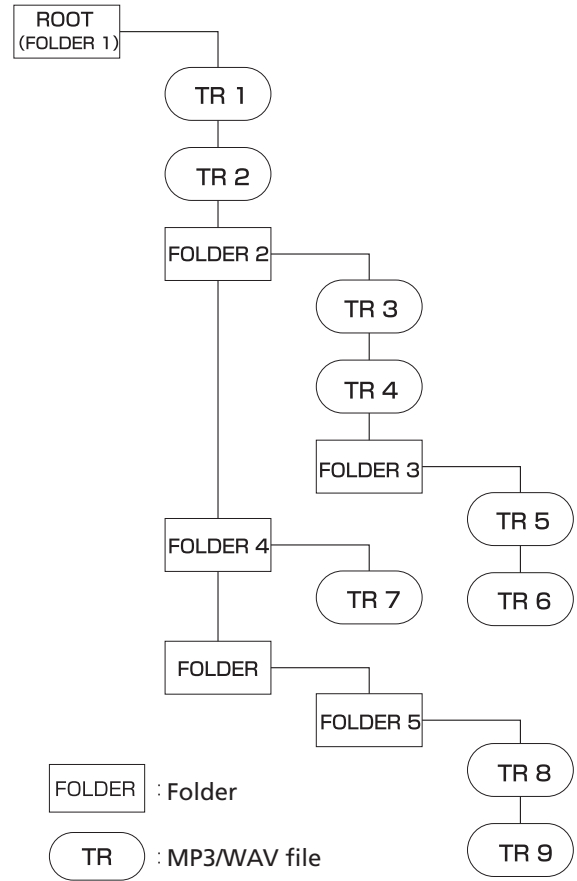 ROOT
(FOLDER 1)
TR 1
TR 2
FOLDER 2
TR 3
TR 4
FOLDER 3
TR 5
FOLDER 4
TR 7
TR 6
FOLDER
FOLDER 5
TR 8
FOLDER : Folder
TR 9
TR : MP3/WAV file